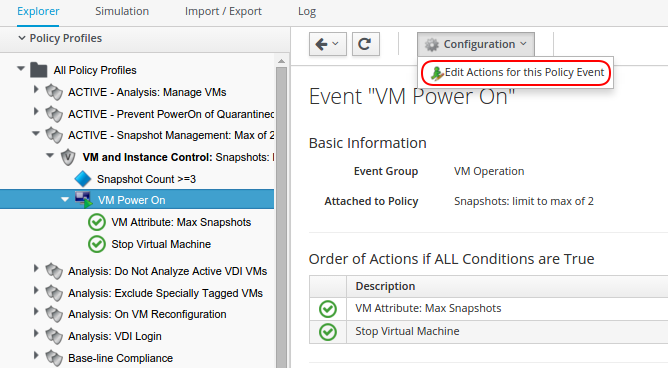 Explorer
Simulation
Import / Export
Log
Policy Profiles
All Policy Profiles
ACTIVE - Analysis: Manage VMs
ACTIVE - Prevent PowerOn of Quarantined
ACTIVE - Snapshot Management: Max of 2
VM and Instance Control: Snapshots:
Snapshot Count >=3
VM Power On
VM Attribute: Max Snapshots
Stop Virtual Machine
Analysis: Do Not Analyze Active VDI VMs
Analysis: Exclude Specially Tagged VMs
Analysis: On VM Reconfiguration
Analysis: VDI Login
Base-line Compliance
Configuration
Edit Actions for this Policy Event
Event "VM Power On"
Basic Information
Event Group VM Operation
Attached to Policy Snapshots: limit to max of 2
Order of Actions if ALL Conditions are True
Description
VM Attribute: Max Snapshots
Stop Virtual Machine